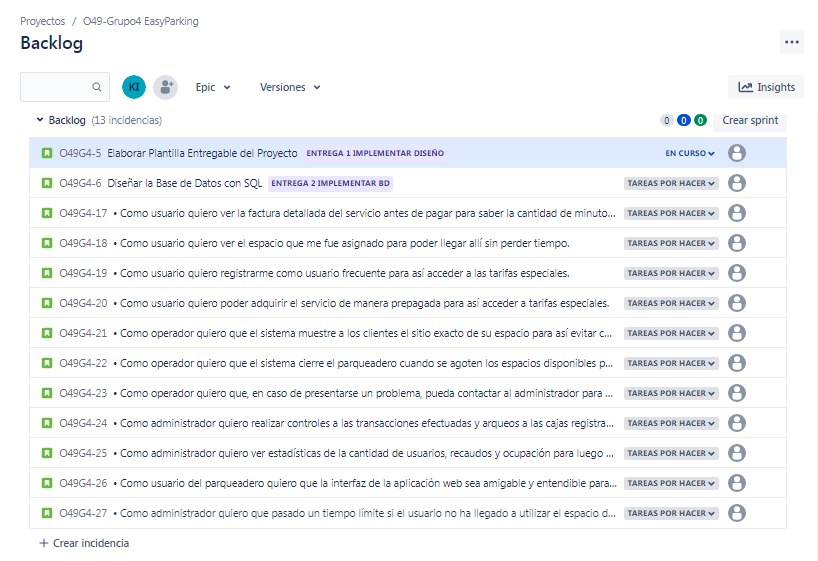 Proyectos / O49-Grupo4 EasyParking
Backlog
KI Epic Versiones Insights
Backlog (13 incidencias) 0 0 0 Crear sprint
O49G4-5 Elaborar Plantilla Entregable del Proyecto ENTREGA 1 IMPLEMENTAR DISEÑO EN CURSO
O49G4-6 Diseñar la Base de Datos con SQL ENTREGA 2 IMPLEMENTAR BD TAREAS POR HACER
O49G4-17 • Como usuario quiero ver la factura detallada del servicio antes de pagar para saber la cantidad de minuto... TAREAS POR HACER
O49G4-18 • Como usuario quiero ver el espacio que me fue asignado para poder llegar allí sin perder tiempo. TAREAS POR HACER
O49G4-19 • Como usuario quiero registrarme como usuario frecuente para así acceder a las tarifas especiales. TAREAS POR HACER
O49G4-20 • Como usuario quiero poder adquirir el servicio de manera prepagada para así acceder a tarifas especiales. TAREAS POR HACER
O49G4-21 • Como operador quiero que el sistema muestre a los clientes el sitio exacto de su espacio para así evitar c... TAREAS POR HACER
O49G4-22 • Como operador quiero que el sistema cierre el parqueadero cuando se agoten los espacios disponibles p... TAREAS POR HACER
O49G4-23 • Como operador quiero que, en caso de presentarse un problema, pueda contactar al administrador para ... TAREAS POR HACER
O49G4-24 • Como administrador quiero realizar controles a las transacciones efectuadas y arqueos a las cajas registra... TAREAS POR HACER
O49G4-25 • Como administrador quiero ver estadísticas de la cantidad de usuarios, recaudos y ocupación para luego ... TAREAS POR HACER
O49G4-26 • Como usuario del parqueadero quiero que la interfaz de la aplicación web sea amigable y entendible para... TAREAS POR HACER
O49G4-27 • Como administrador quiero que pasado un tiempo límite si el usuario no ha llegado a utilizar el espacio d... TAREAS POR HACER
+ Crear incidencia